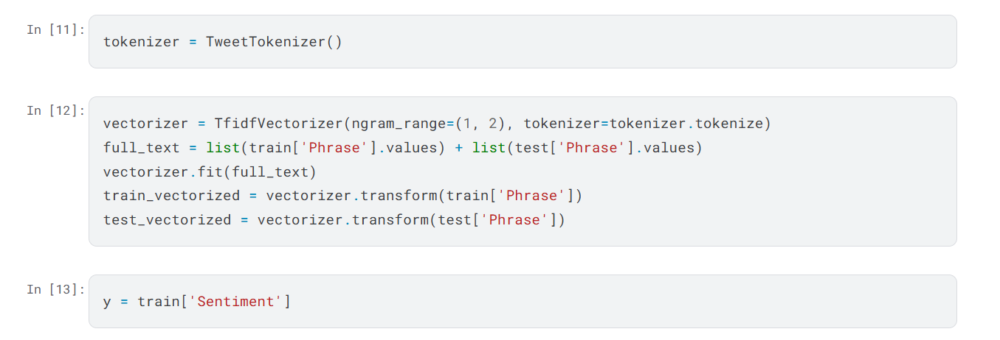 In [11]:
tokenizer = TweetTokenizer()
In [12]:
vectorizer = TfidfVectorizer(ngram_range=(1, 2), tokenizer=tokenizer.tokenize)
full_text = list(train['Phrase'].values) + list(test['Phrase'].values)
vectorizer.fit(full_text)
train_vectorized = vectorizer.transform(train['Phrase'])
test_vectorized = vectorizer.transform(test['Phrase'])
In [13]:
y = train['Sentiment']